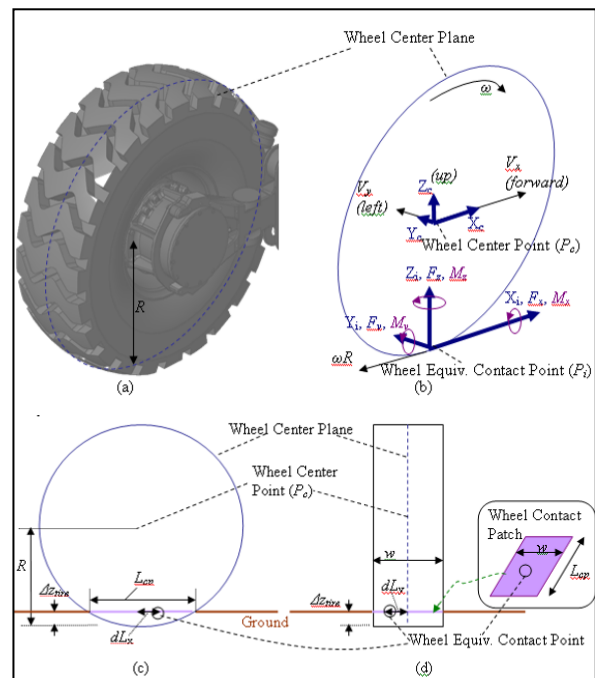 Wheel Center Plane
ω
V_x
(forward)
V_y
(left)
(up)
Z_c
X_c
Y_c
Wheel Center Point (P_c)
R
Z_i, F_z, M_z
X_i, F_x, M_x
Y_i, F_y, M_y
ωR
Wheel Equiv. Contact Point (P_i)
(a)
(b)
Wheel Center Plane
Wheel Center
Point (P_c)
Wheel Contact
Patch
w
L_cp
R
L_cp
w
Δz_tire
dL_x
Ground
Δz_tire
dL_y
Wheel Equiv. Contact Point
(c)
(d)